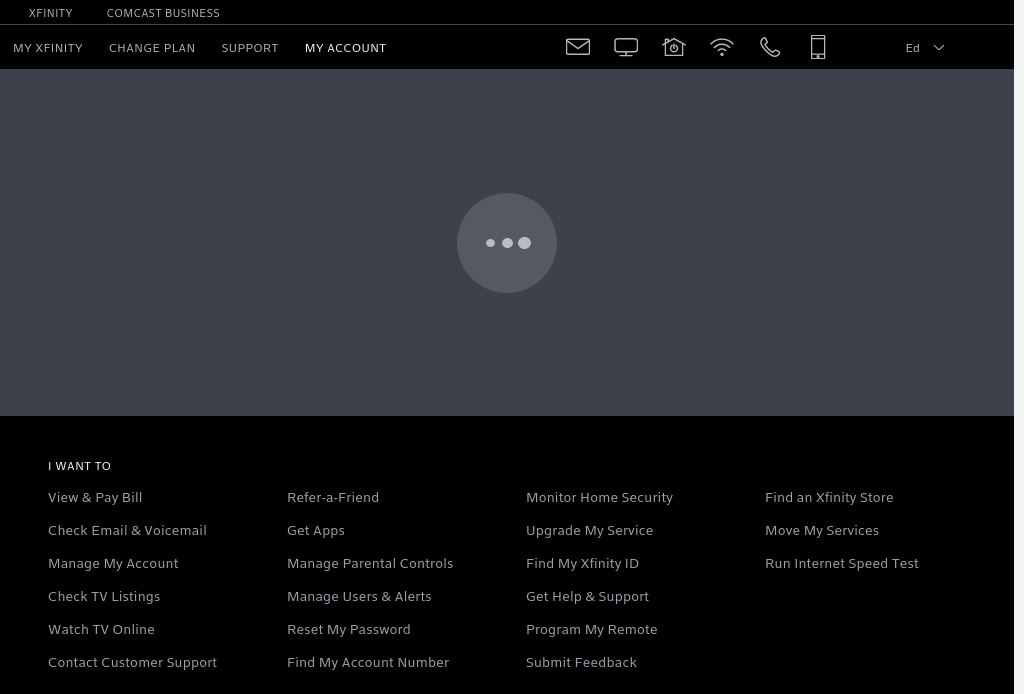 XFINITY COMCAST BUSINESS
MY XFINITY CHANGE PLAN SUPPORT MY ACCOUNT Ed
I WANT TO
View & Pay Bill
Check Email & Voicemail
Manage My Account
Check TV Listings
Watch TV Online
Contact Customer Support
Refer-a-Friend
Get Apps
Manage Parental Controls
Manage Users & Alerts
Reset My Password
Find My Account Number
Monitor Home Security
Upgrade My Service
Find My Xfinity ID
Get Help & Support
Program My Remote
Submit Feedback
Find an Xfinity Store
Move My Services
Run Internet Speed Test